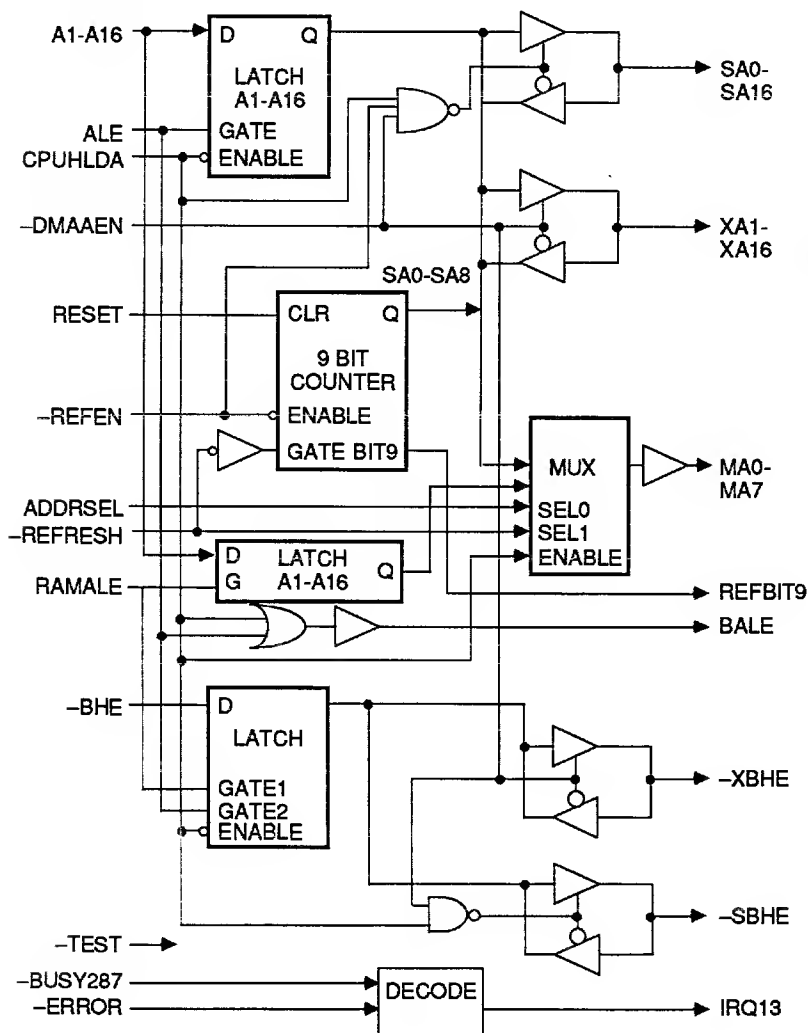 A1-A16
D Q
LATCH
A1-A16
GATE
ENABLE
ALE
CPUHLDA
–DMAAEN
SA0-
SA16
XA1-
XA16
SA0-SA8
RESET
CLR Q
9 BIT
COUNTER
ENABLE
GATE BIT9
–REFEN
ADDRSEL
–REFRESH
MUX
SEL0
SEL1
ENABLE
MA0-
MA7
D LATCH
G A1-A16 Q
RAMALE
REFBIT9
BALE
–BHE
D
LATCH
GATE1
GATE2
ENABLE
–XBHE
–SBHE
–TEST
–BUSY287
–ERROR
DECODE
IRQ13